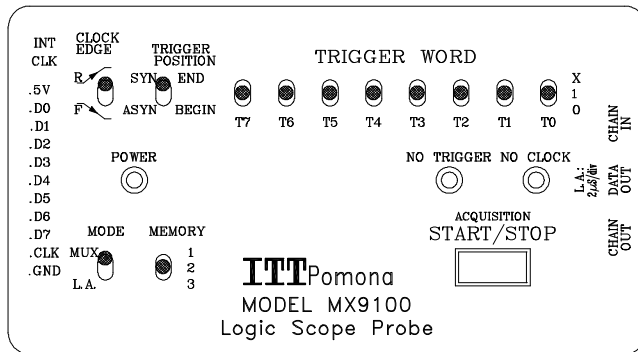 INT
CLK
.5V
.D0
.D1
.D2
.D3
.D4
.D5
.D6
.D7
.CLK
.GND
CLOCK
EDGE
R
F
TRIGGER
POSITION
SYN
END
ASYN
BEGIN
TRIGGER WORD
T7 T6 T5 T4 T3 T2 T1 T0
X
1
0
POWER
NO TRIGGER
NO CLOCK
MODE
MUX
L.A.
MEMORY
1
2
3
ACQUISITION
START/STOP
ITT Pomona
MODEL MX9100
Logic Scope Probe
CHAIN
IN
L.A.:
2µS/div
DATA
OUT
CHAIN
OUT